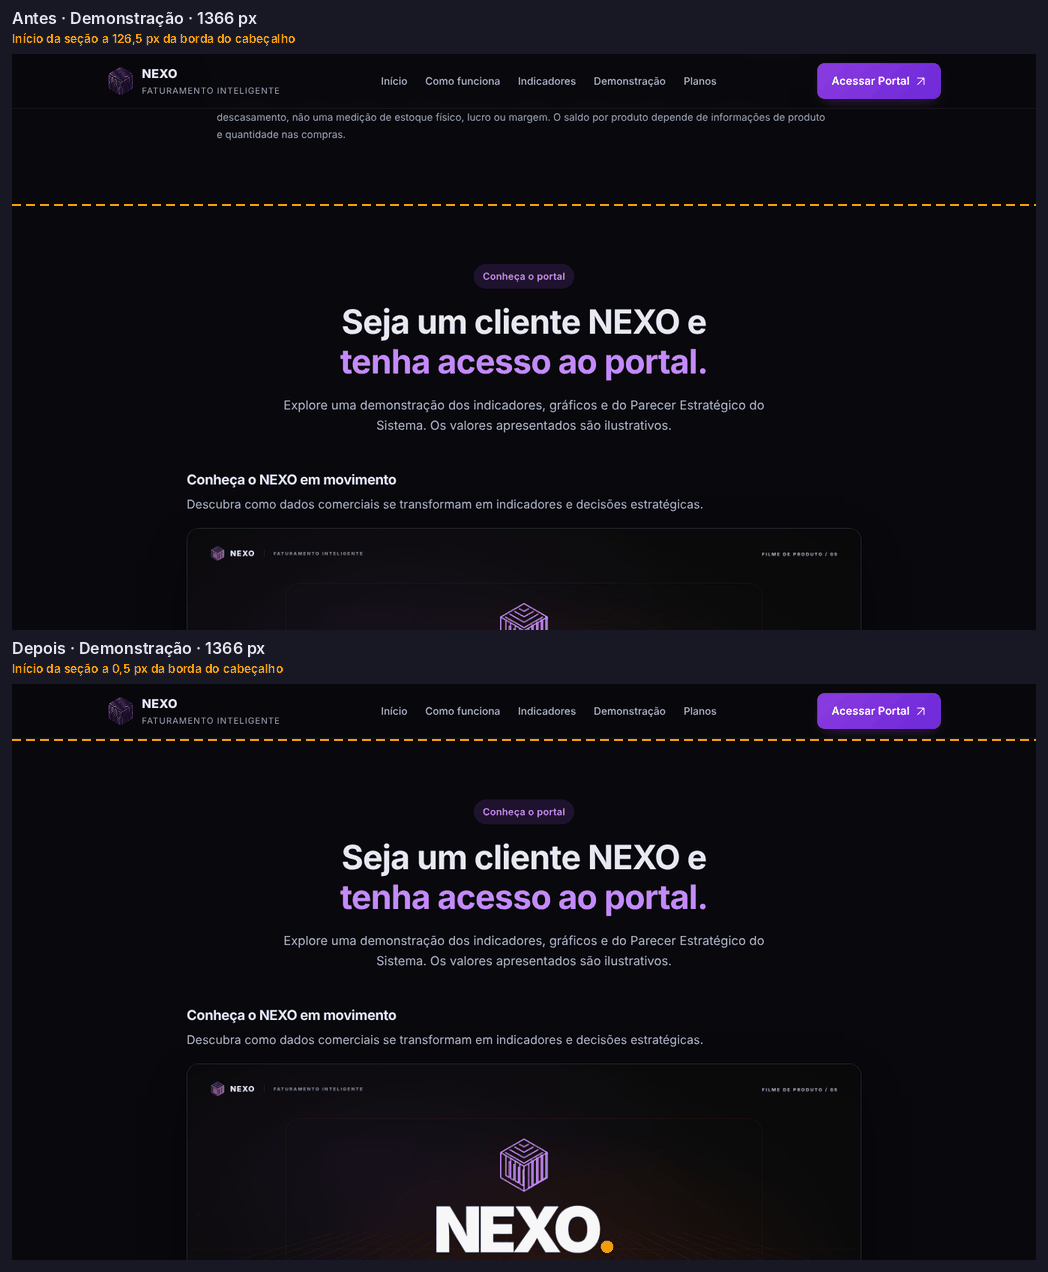 Antes · Demonstração · 1366 px
Início da seção a 126,5 px da borda do cabeçalho
NEXO
FATURAMENTO INTELIGENTE
Início
Como funciona
Indicadores
Demonstração
Planos
Acessar Portal
descasamento, não uma medição de estoque físico, lucro ou margem. O saldo por produto depende de informações de produto
e quantidade nas compras.
Conheça o portal
Seja um cliente NEXO e
tenha acesso ao portal.
Explore uma demonstração dos indicadores, gráficos e do Parecer Estratégico do
Sistema. Os valores apresentados são ilustrativos.
Conheça o NEXO em movimento
Descubra como dados comerciais se transformam em indicadores e decisões estratégicas.
NEXO
FATURAMENTO INTELIGENTE
FILME DE PRODUTO /
Depois · Demonstração · 1366 px
Início da seção a 0,5 px da borda do cabeçalho
NEXO
FATURAMENTO INTELIGENTE
Início
Como funciona
Indicadores
Demonstração
Planos
Acessar Portal
Conheça o portal
Seja um cliente NEXO e
tenha acesso ao portal.
Explore uma demonstração dos indicadores, gráficos e do Parecer Estratégico do
Sistema. Os valores apresentados são ilustrativos.
Conheça o NEXO em movimento
Descubra como dados comerciais se transformam em indicadores e decisões estratégicas.
NEXO
FATURAMENTO INTELIGENTE
FILME DE PRODUTO /
NEXO.